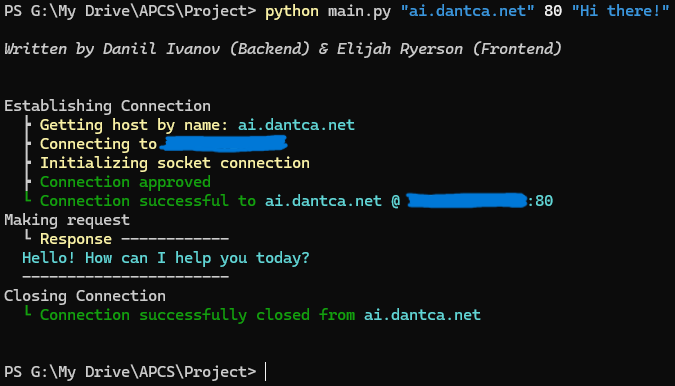 PS G:\My Drive\APCS\Project> python main.py "ai.dantca.net" 80 "Hi there!"
Written by Daniil Ivanov (Backend) & Elijah Ryerson (Frontend)
Establishing Connection
├ Getting host by name: ai.dantca.net
├ Connecting to
├ Initializing socket connection
├ Connection approved
└ Connection successful to ai.dantca.net @ :80
Making request
└ Response ------------
Hello! How can I help you today?
-----------------------
Closing Connection
└ Connection successfully closed from ai.dantca.net
PS G:\My Drive\APCS\Project>